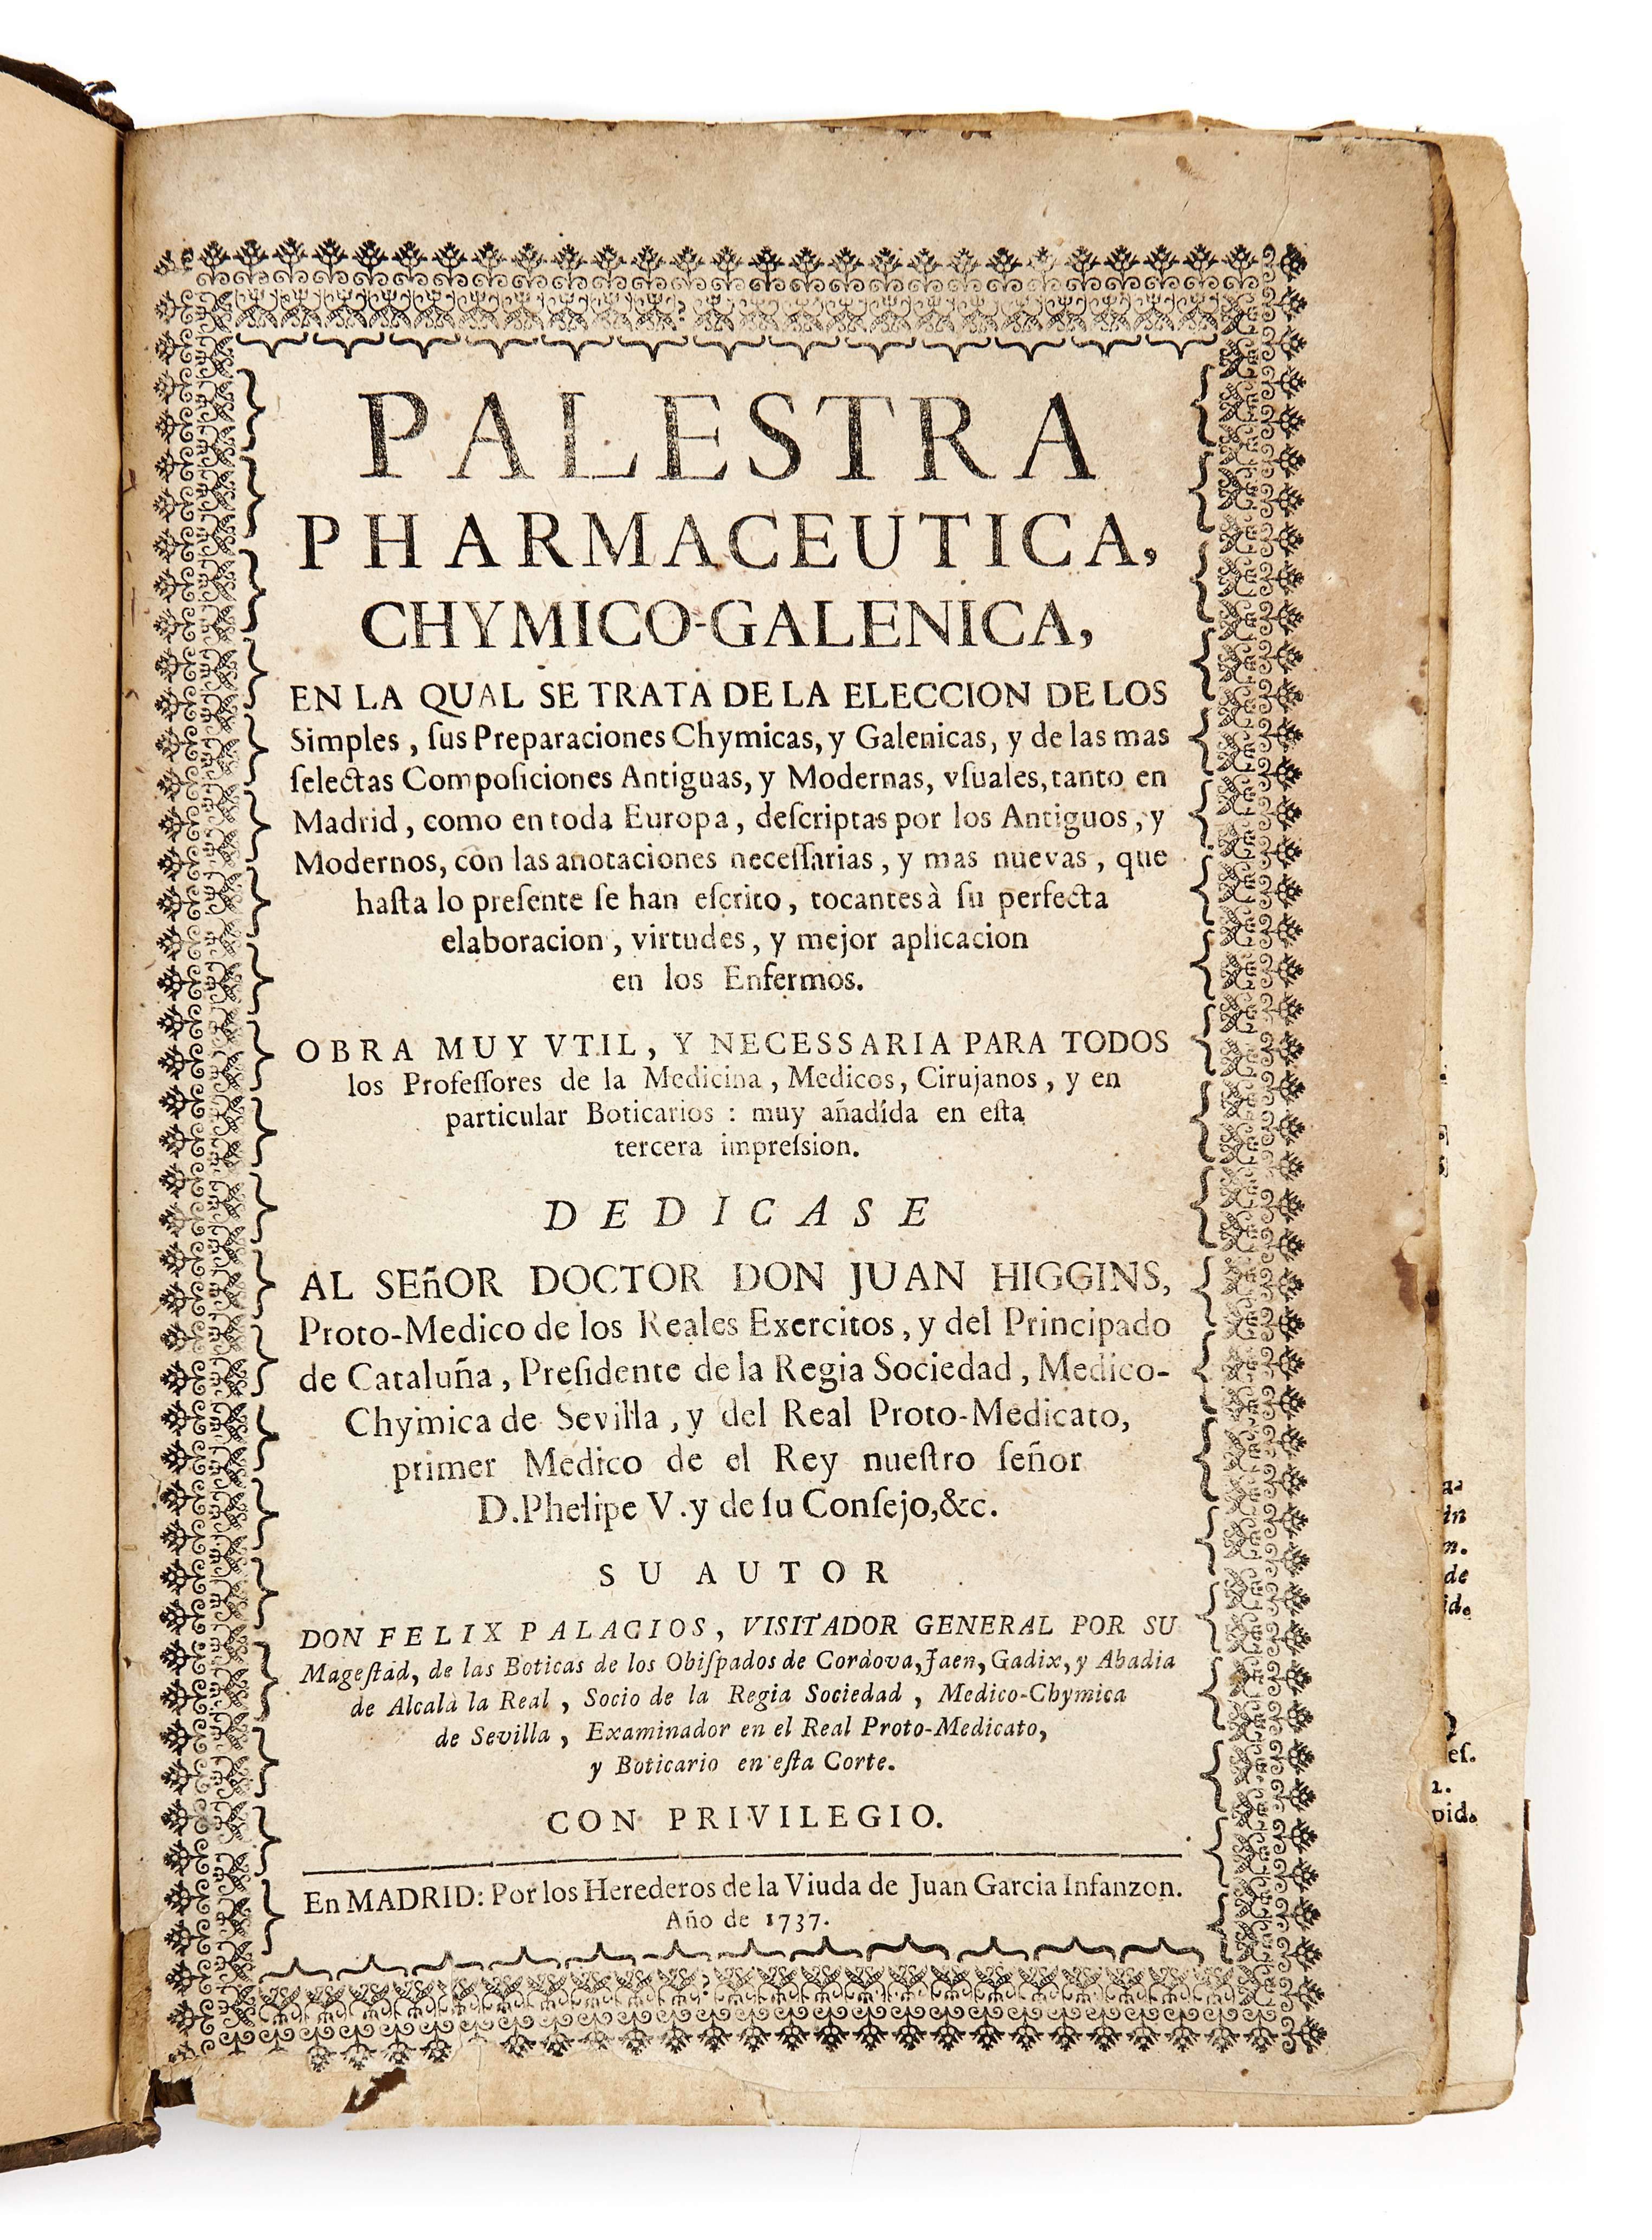 PALESTRA
PHARMACEUTICA,
CHYMICO-GALENICA,
EN LA QUAL SE TRATA DE LA ELECCION DE LOS
Simples, ſus Preparaciones Chymicas, y Galenicas, y de las mas
ſelectas Compoſiciones Antiguas, y Modernas, vſuales, tanto en
Madrid, como en toda Europa, deſcriptas por los Antiguos, y
Modernos, con las anotaciones neceſſarias, y mas nuevas, que
haſta lo preſente ſe han eſcrito, tocantes à ſu perfecta
elaboracion, virtudes, y mejor aplicacion
en los Enfermos.
OBRA MUY VTIL, Y NECESSARIA PARA TODOS
los Profeſſores de la Medicina, Medicos, Cirujanos, y en
particular Boticarios: muy añadida en eſta
tercera impreſsion.
DEDICASE
AL SEñOR DOCTOR DON JUAN HIGGINS,
Proto-Medico de los Reales Exercitos, y del Principado
de Cataluña, Preſidente de la Regia Sociedad, Medico-
Chymica de Sevilla, y del Real Proto-Medicato,
primer Medico de el Rey nueſtro ſeñor
D. Phelipe V. y de ſu Conſejo, &c.
SU AUTOR
DON FELIX PALACIOS, VISITADOR GENERAL POR SU
Mageſtad, de las Boticas de los Obiſpados de Cordova, Jaen, Gadix, y Abadia
de Alcalà la Real, Socio de la Regia Sociedad, Medico-Chymica
de Sevilla, Examinador en el Real Proto-Medicato,
y Boticario en eſta Corte.
CON PRIVILEGIO.
En MADRID: Por los Herederos de la Viuda de Juan Garcia Infanzon.
Año de 1737.